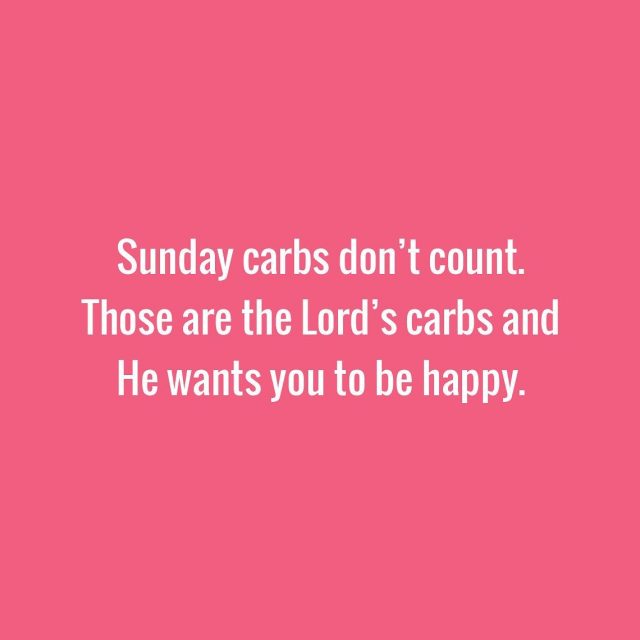 Sunday carbs don’t count.
Those are the Lord’s carbs and
He wants you to be happy.